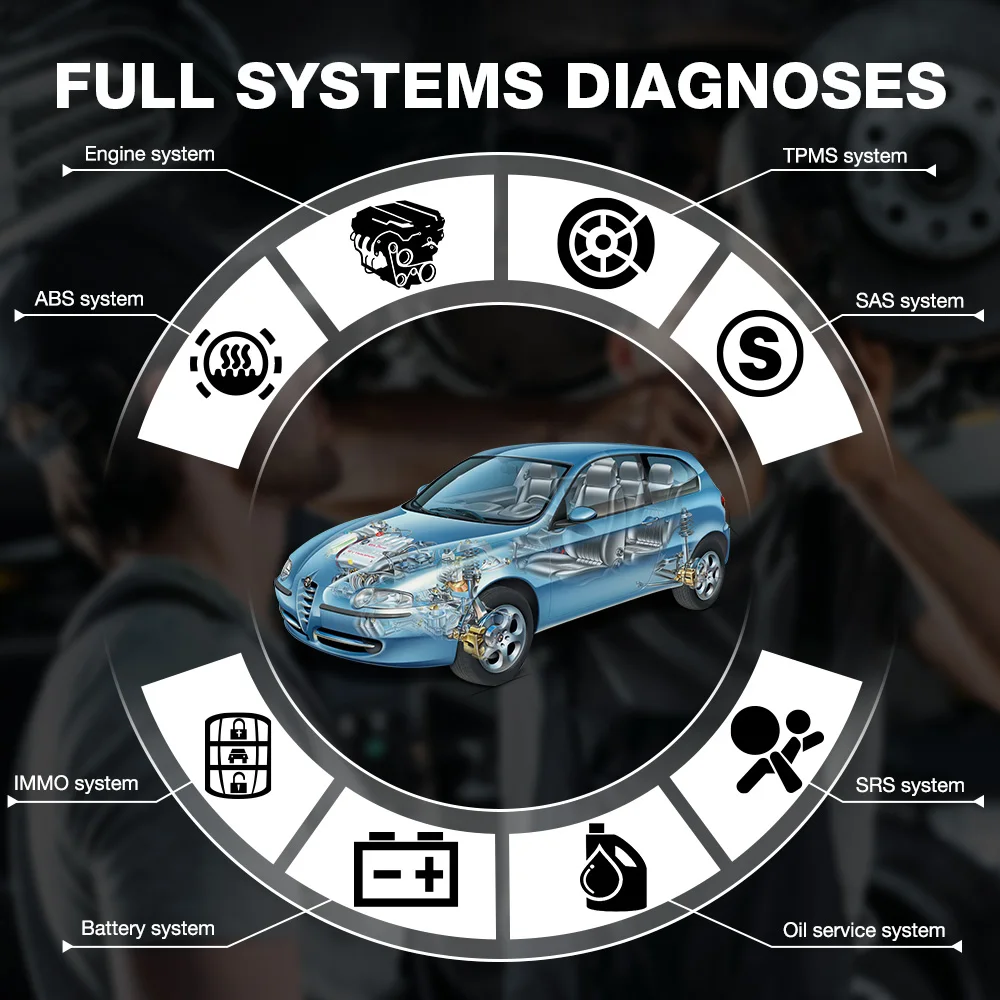 FULL SYSTEMS DIAGNOSES
Engine system
TPMS system
ABS system
SAS system
S
IMMO system
SRS system
Battery system
Oil service system